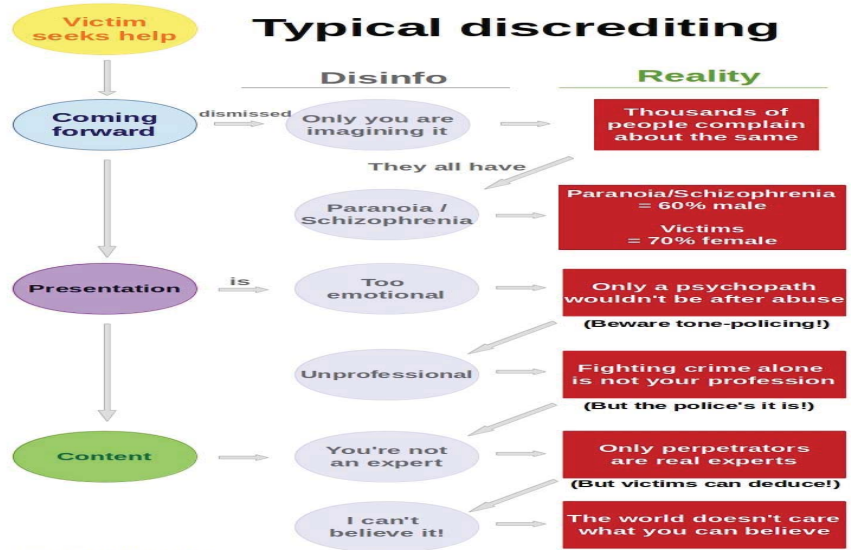 Victim
seeks help
Typical discrediting
Disinfo
Reality
Coming
forward
dismissed
Only you are
imagining it
Thousands of
people complain
about the same
They all have
Paranoia /
Schizophrenia
Paranoia/Schizophrenia
= 60% male
Victims
= 70% female
Presentation
is
Too
emotional
Only a psychopath
wouldn't be after abuse
(Beware tone-policing!)
Unprofessional
Fighting crime alone
is not your profession
(But the police's it is!)
Content
You're not
an expert
Only perpetrators
are real experts
(But victims can deduce!)
I can't
believe it!
The world doesn't care
what you can believe